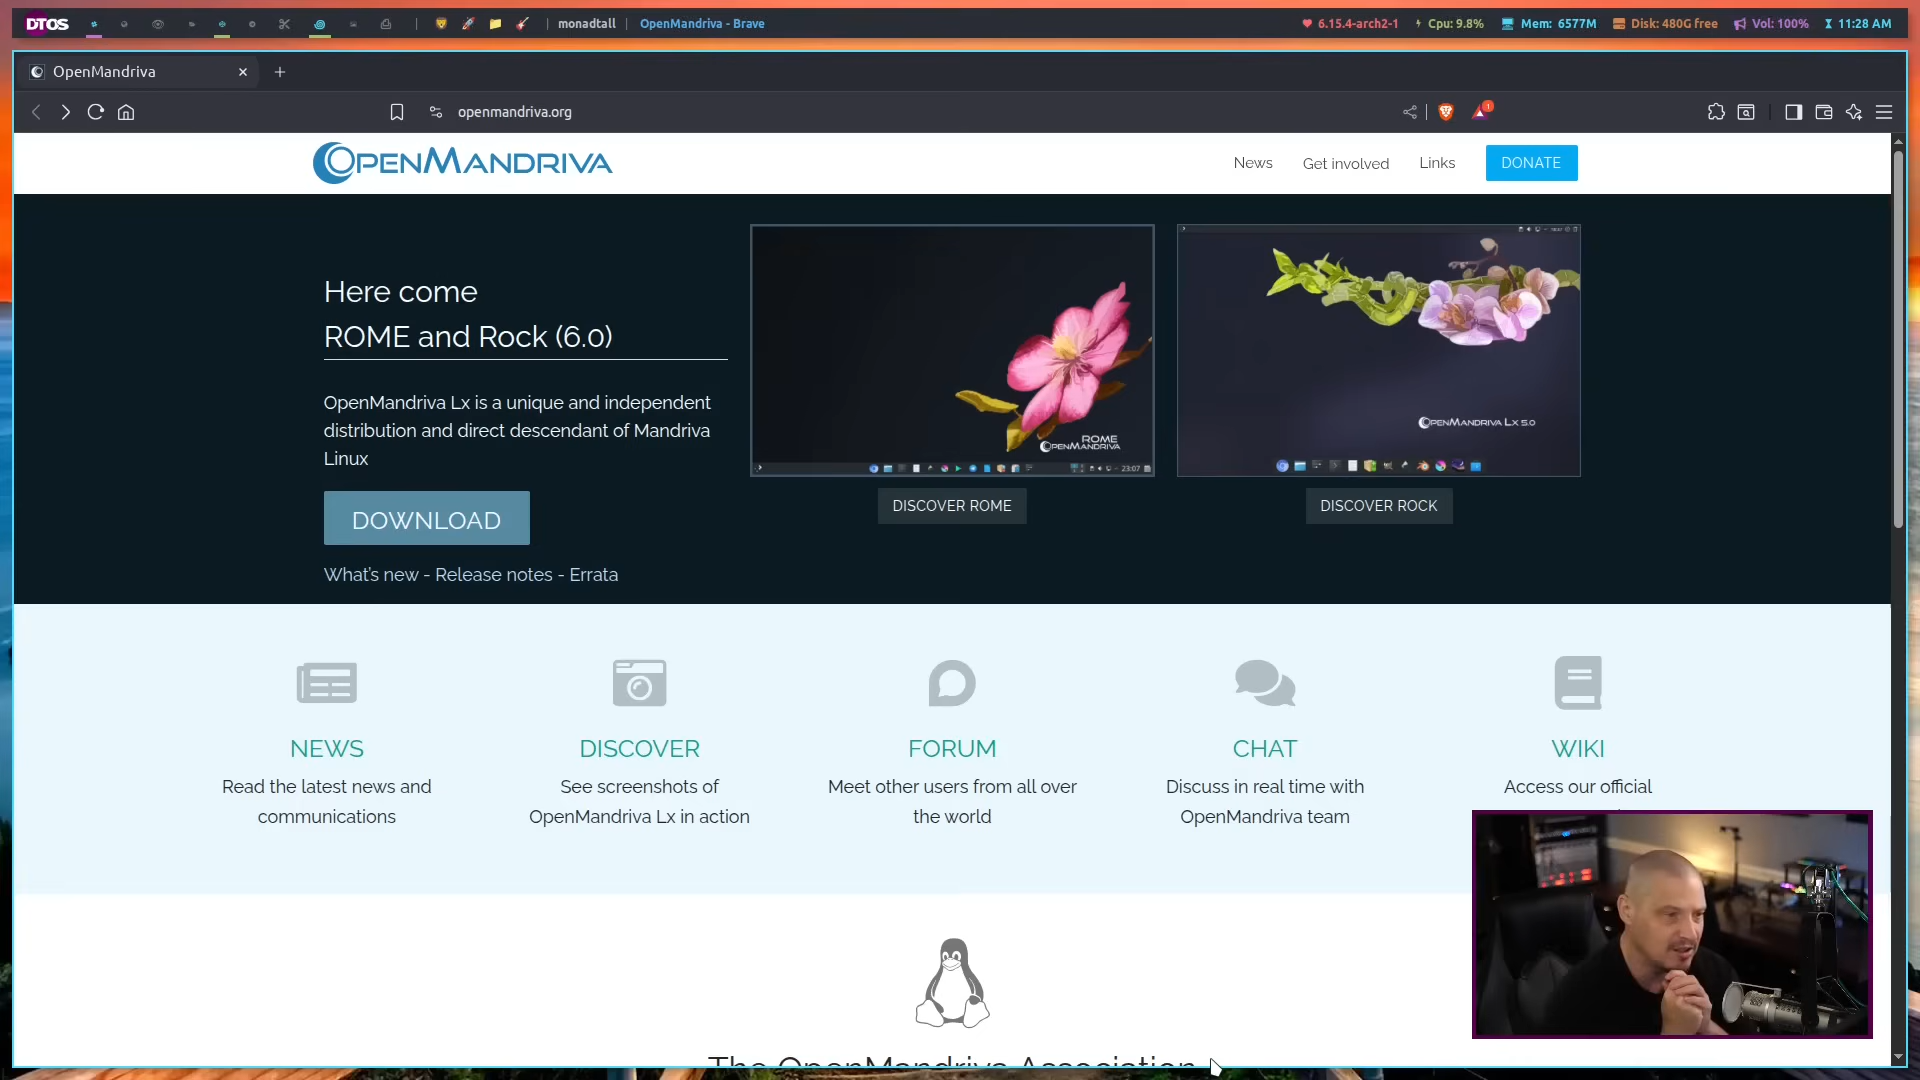 DTOS
monadtall
OpenMandriva - Brave
6.15.4-arch2-1
Cpu: 9.8%
Mem: 6577M
Disk: 480G free
Vol: 100%
11:28 AM
OpenMandriva
openmandriva.org
1
OPENMANDRIVA
News
Get involved
Links
DONATE
Here come
ROME and Rock (6.0)
OpenMandriva Lx is a unique and independent
distribution and direct descendant of Mandriva
Linux
DOWNLOAD
What's new - Release notes - Errata
ROME
OPENMANDRIVA
23:07
DISCOVER ROME
OPENMANDRIVA LX 5.0
DISCOVER ROCK
NEWS
Read the latest news and
communications
DISCOVER
See screenshots of
OpenMandriva Lx in action
FORUM
Meet other users from all over
the world
CHAT
Discuss in real time with
OpenMandriva team
WIKI
Access our official
The OpenMandriva Association